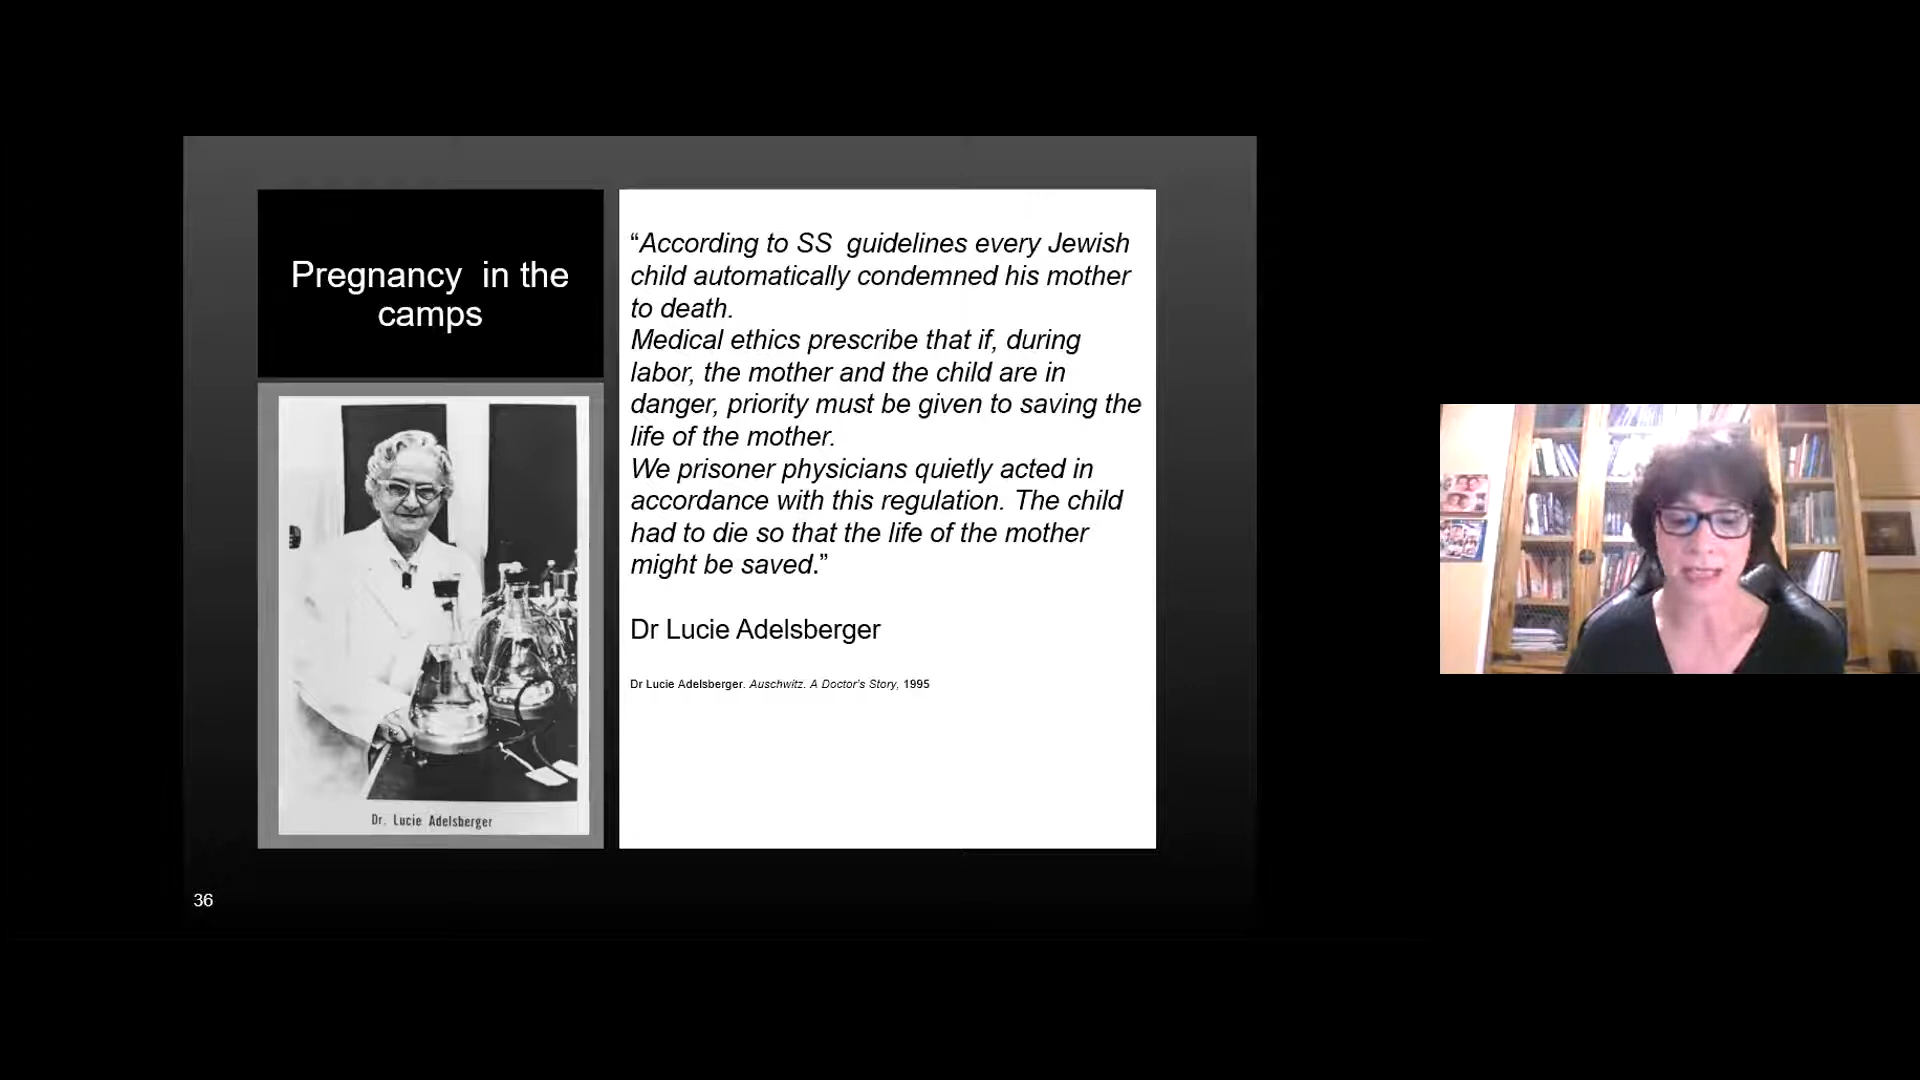 Pregnancy  in the
camps
Dr. Lucie Adelsberger
“According to SS  guidelines every Jewish
child automatically condemned his mother
to death.
Medical ethics prescribe that if, during
labor, the mother and the child are in
danger, priority must be given to saving the
life of the mother.
We prisoner physicians quietly acted in
accordance with this regulation. The child
had to die so that the life of the mother
might be saved.”
Dr Lucie Adelsberger
Dr Lucie Adelsberger. Auschwitz. A Doctor's Story, 1995
36